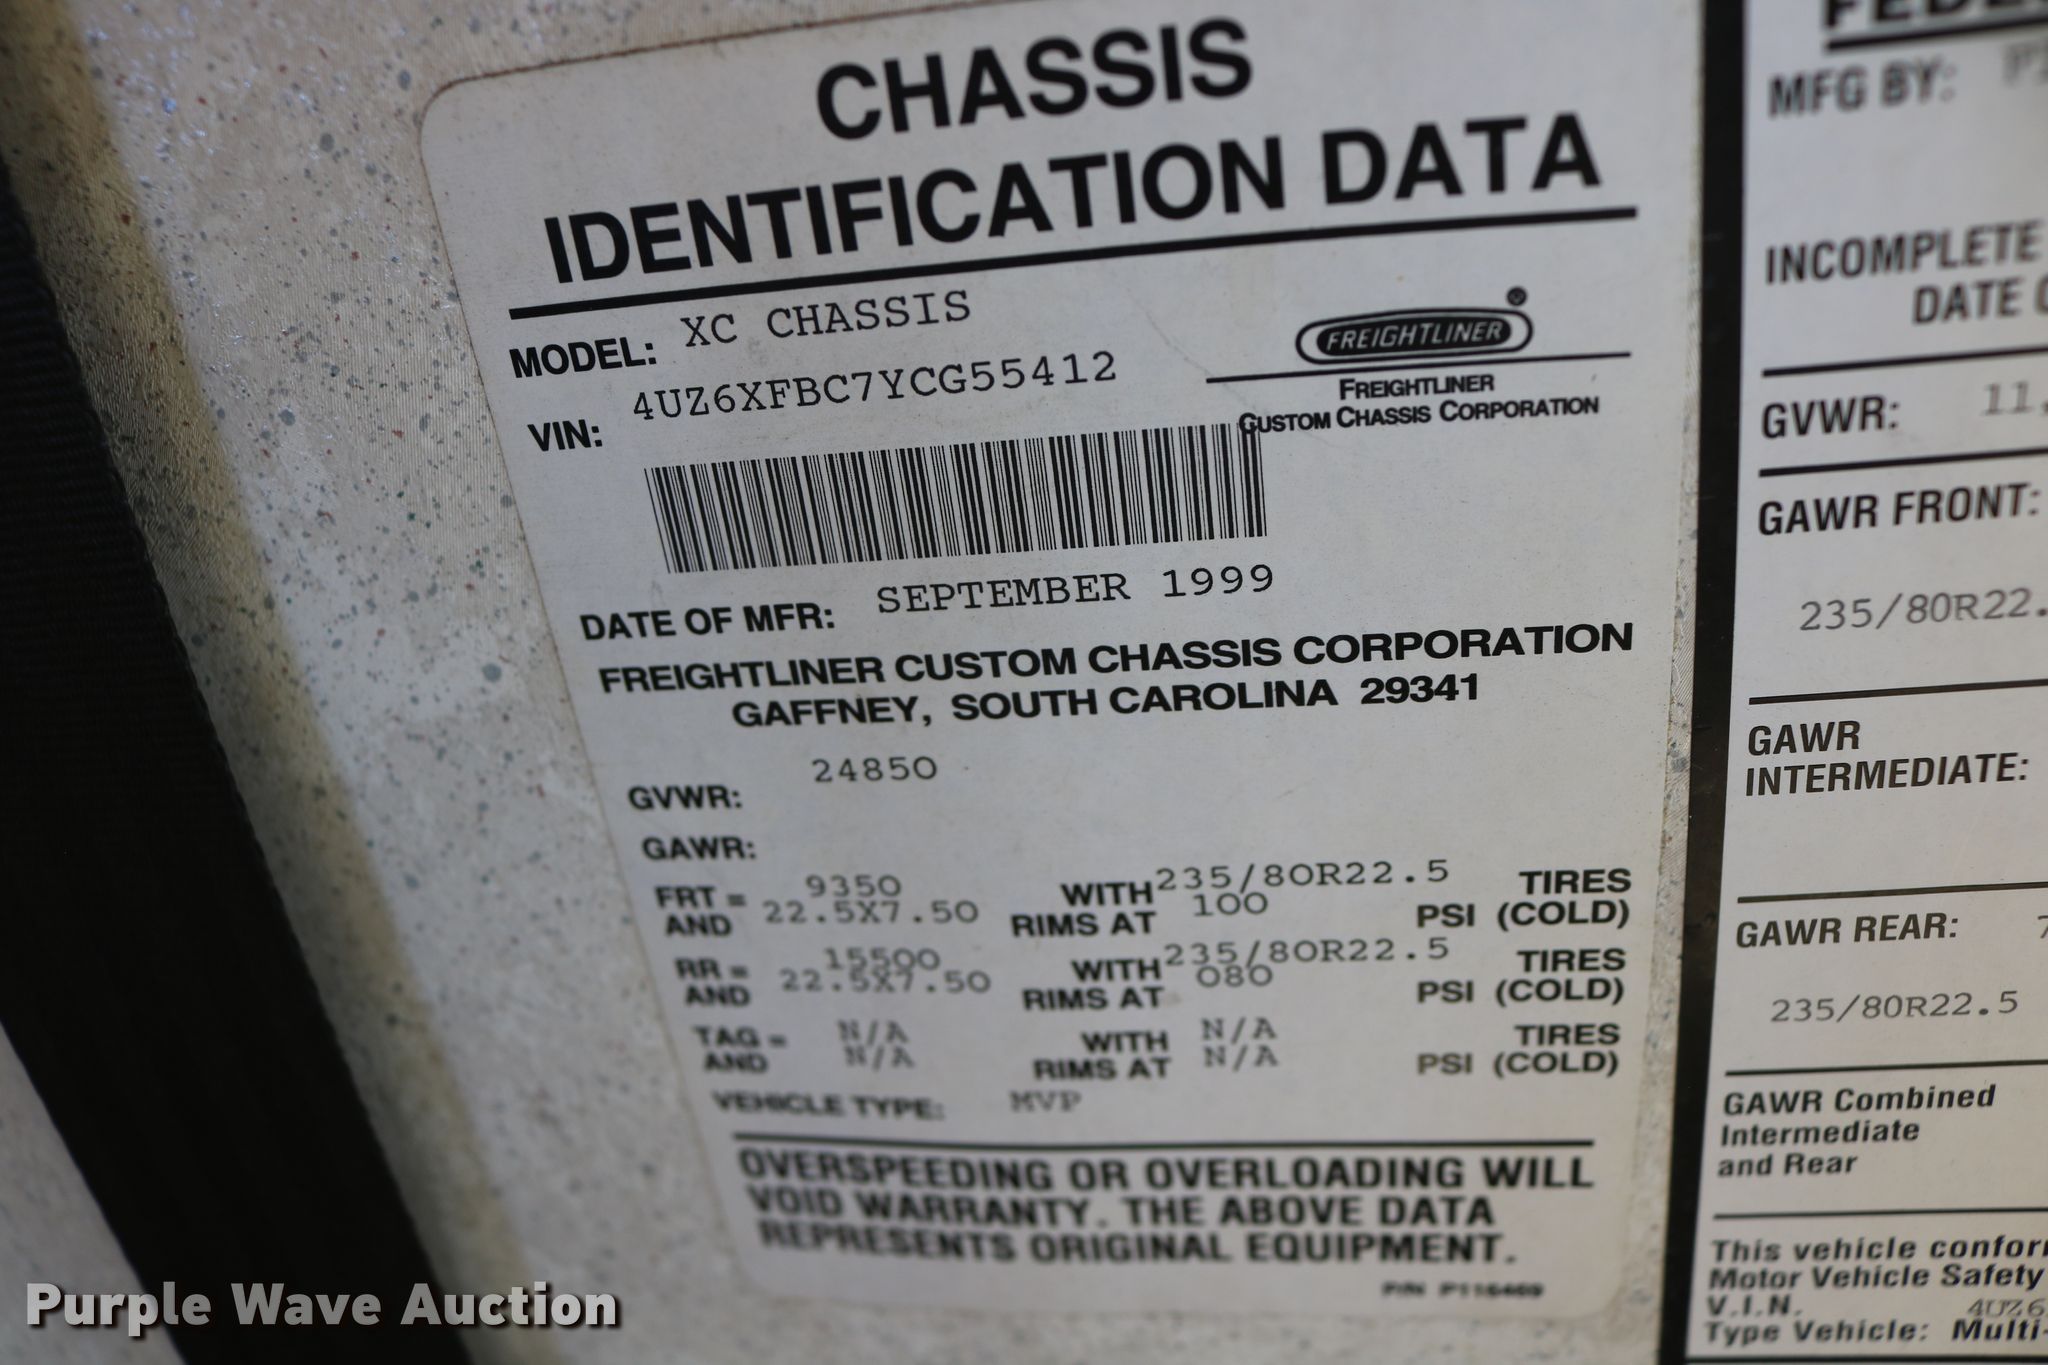 CHASSIS
IDENTIFICATION DATA
MODEL: XC CHASSIS
VIN: 4UZ6XFBC7YCG55412
FREIGHTLINER ®
FREIGHTLINER
CUSTOM CHASSIS CORPORATION
DATE OF MFR: SEPTEMBER 1999
FREIGHTLINER CUSTOM CHASSIS CORPORATION
GAFFNEY, SOUTH CAROLINA 29341
GVWR: 24850
GAWR:
FRT = 9350 WITH 235/80R22.5 TIRES
AND 22.5X7.50 RIMS AT 100 PSI (COLD)
RR = 15500 WITH 235/80R22.5 TIRES
AND 22.5X7.50 RIMS AT 080 PSI (COLD)
TAG = N/A WITH N/A TIRES
AND N/A RIMS AT N/A PSI (COLD)
VEHICLE TYPE: MVP
OVERSPEEDING OR OVERLOADING WILL
VOID WARRANTY. THE ABOVE DATA
REPRESENTS ORIGINAL EQUIPMENT.
P/N P116469
MFG BY:
INCOMPLETE
DATE
GVWR: 11,
GAWR FRONT:
235/80R22.
GAWR
INTERMEDIATE:
GAWR REAR: 7
235/80R22.5
GAWR Combined
Intermediate
and Rear
This vehicle confor
Motor Vehicle Safety
V.I.N. 4UZ6
Type Vehicle: Multi-
Purple Wave Auction